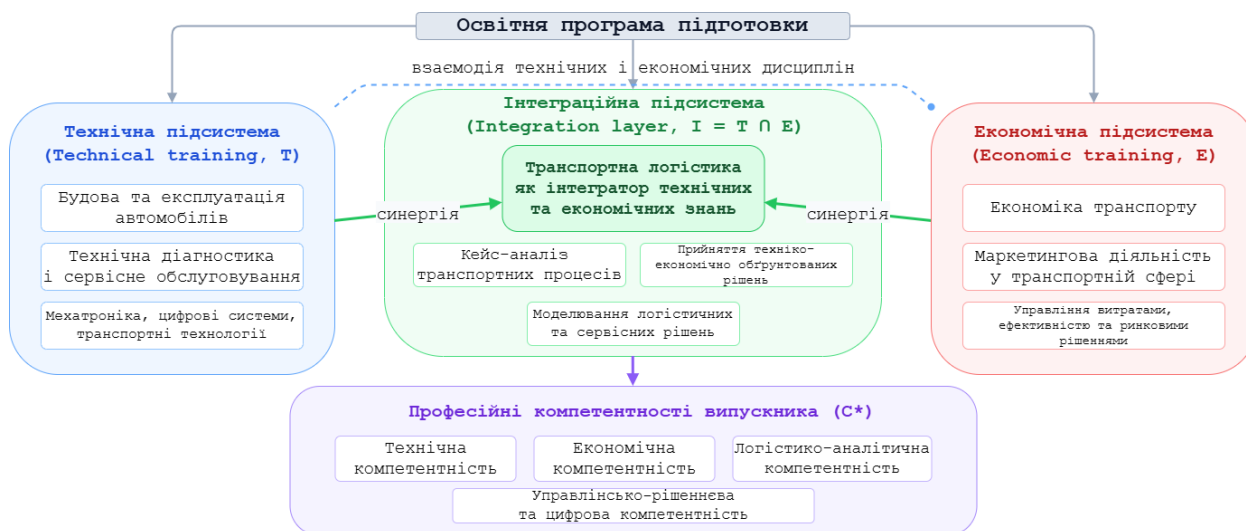 Освітня програма підготовки
взаємодія технічних і економічних дисциплін
Технічна підсистема
(Technical training, T)
Будова та експлуатація
автомобілів
Технічна діагностика
і сервісне обслуговування
Мехатроніка, цифрові системи,
транспортні технології
синергія
Інтеграційна підсистема
(Integration layer, I = T ∩ E)
Транспортна логістика
як інтегратор технічних
та економічних знань
Кейс-аналіз
транспортних процесів
Прийняття техніко-
економічно обґрунтованих
рішень
Моделювання логістичних
та сервісних рішень
синергія
Економічна підсистема
(Economic training, E)
Економіка транспорту
Маркетингова діяльність
у транспортній сфері
Управління витратами,
ефективністю та ринковими
рішеннями
Професійні компетентності випускника (C*)
Технічна
компетентність
Економічна
компетентність
Логістико-аналітична
компетентність
Управлінсько-рішеннєва
та цифрова компетентність